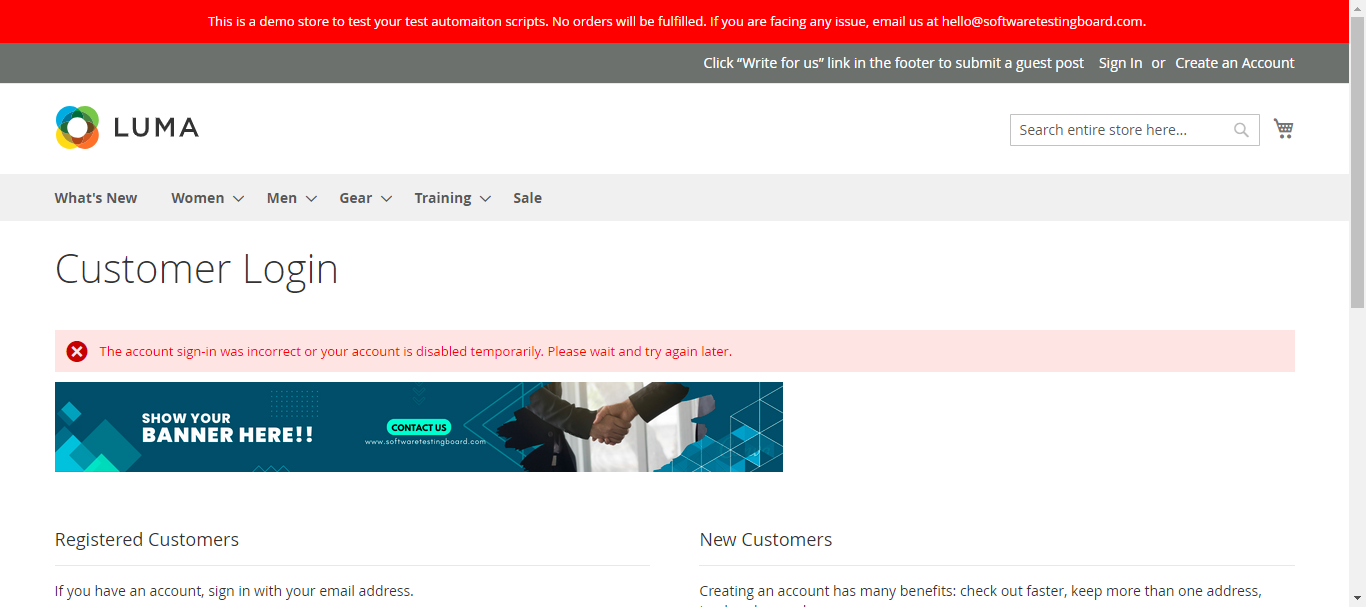 This is a demo store to test your test automaiton scripts. No orders will be fulfilled. If you are facing any issue, email us at hello@softwaretestingboard.com.
Click “Write for us” link in the footer to submit a guest post Sign In or Create an Account
LUMA
Search entire store here...
What's New Women Men Gear Training Sale
Customer Login
The account sign-in was incorrect or your account is disabled temporarily. Please wait and try again later.
SHOW YOUR
BANNER HERE!!
CONTACT US
www.softwaretestingboard.com
Registered Customers
If you have an account, sign in with your email address.
New Customers
Creating an account has many benefits: check out faster, keep more than one address,